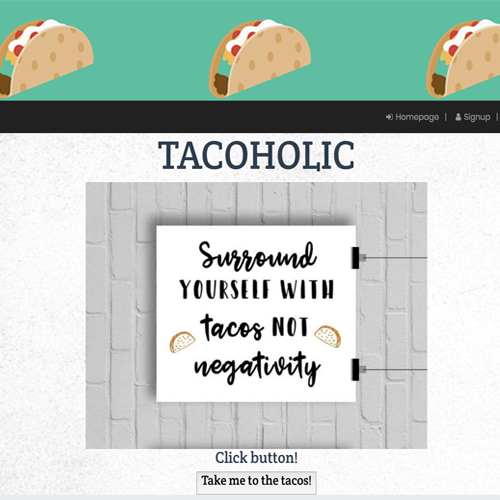 Homepage | Signup |
TACOHOLIC
Surround
YOURSELF WITH
tacos NOT
negativity
Click button!
Take me to the tacos!